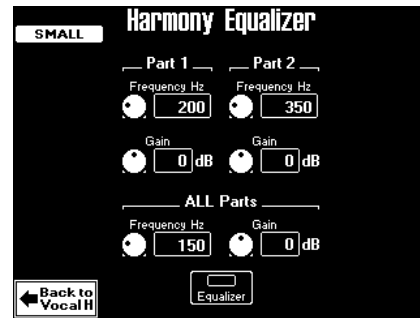 Harmony Equalizer
SMALL
Part 1 Part 2
Frequency Hz Frequency Hz
200 350
Gain Gain
0 dB 0 dB
ALL Parts
Frequency Hz Gain
150 0 dB
Equalizer
Back to
Vocal H